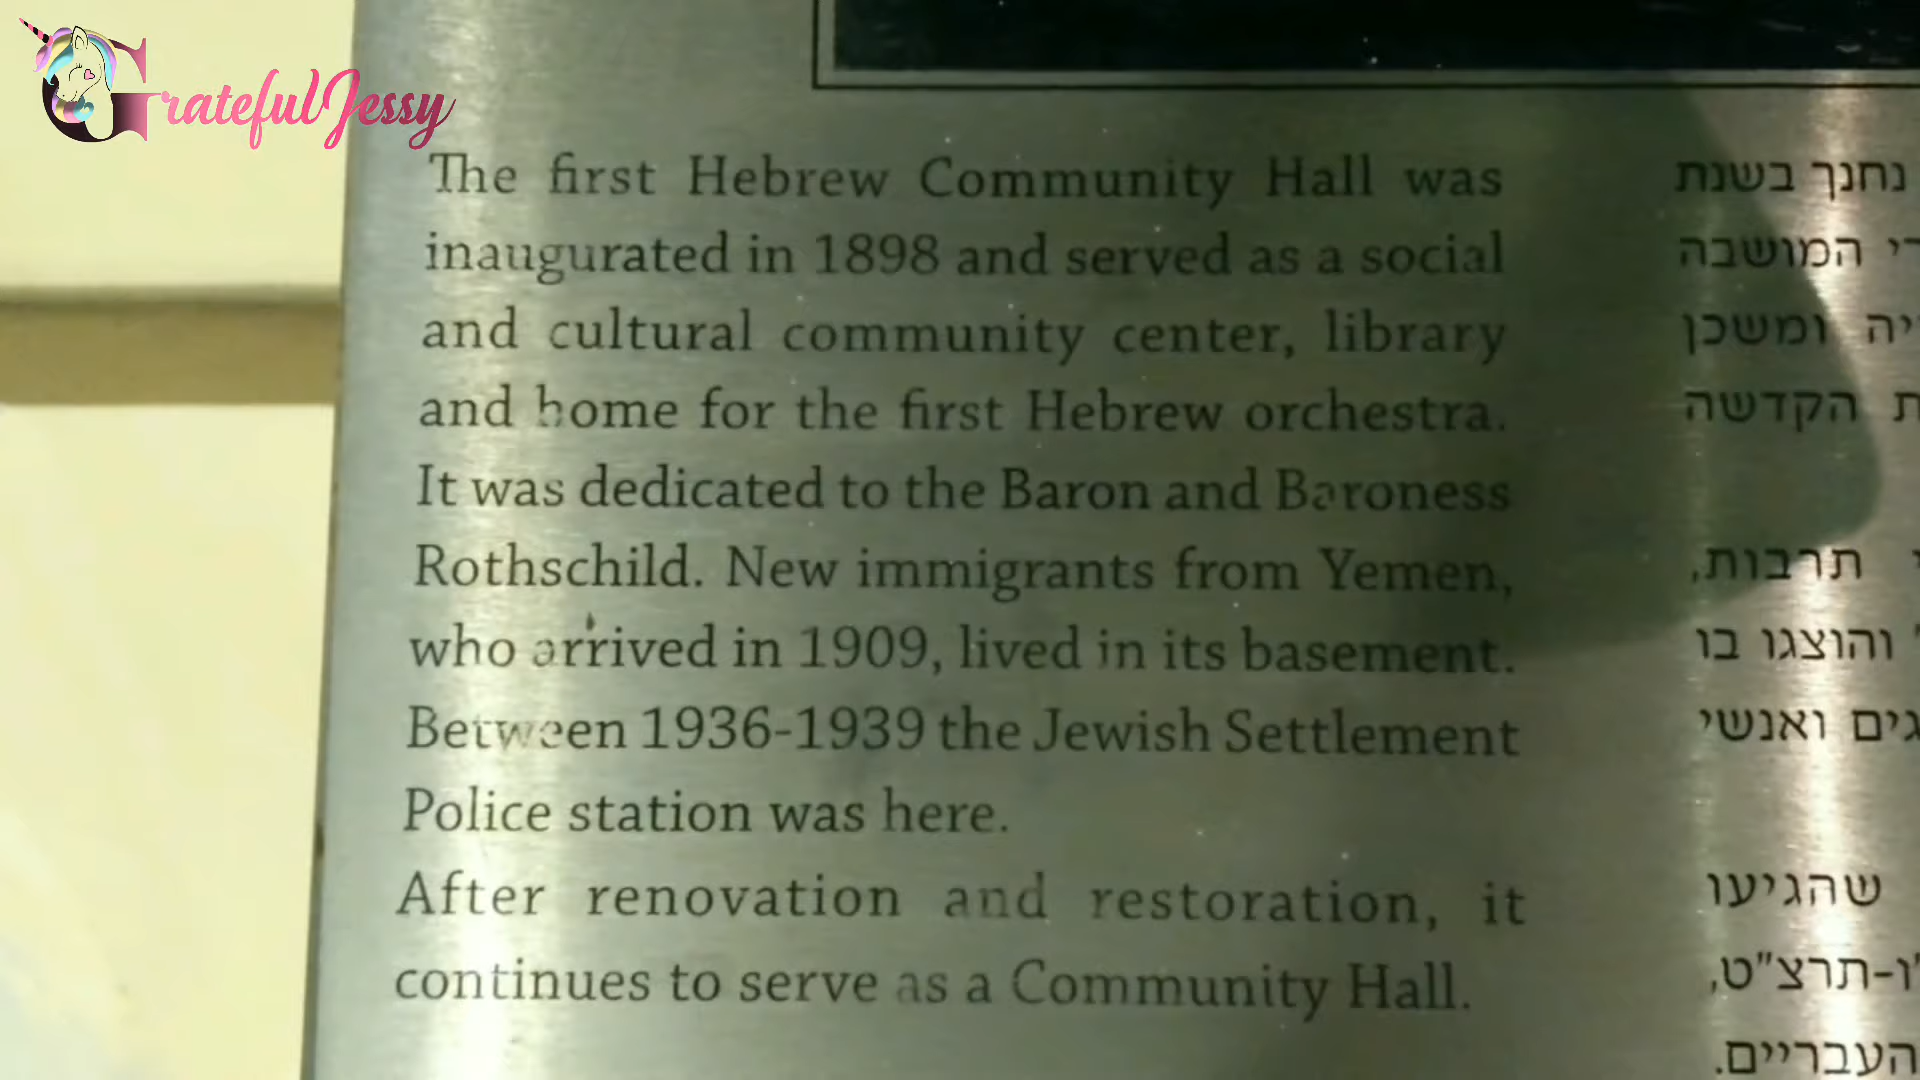 GratefulJessy
The first Hebrew Community Hall was
inaugurated in 1898 and served as a social
and cultural community center, library
and home for the first Hebrew orchestra.
It was dedicated to the Baron and Baroness
Rothschild. New immigrants from Yemen,
who arrived in 1909, lived in its basement.
Between 1936-1939 the Jewish Settlement
Police station was here.
After renovation and restoration, it
continues to serve as a Community Hall.
נחנך בשנת
המושבה
ומשכן
הקדשה
תרבות,
והוצגו בו
ואנשי
שהגיעו
תרצ"ט,
העבריים.